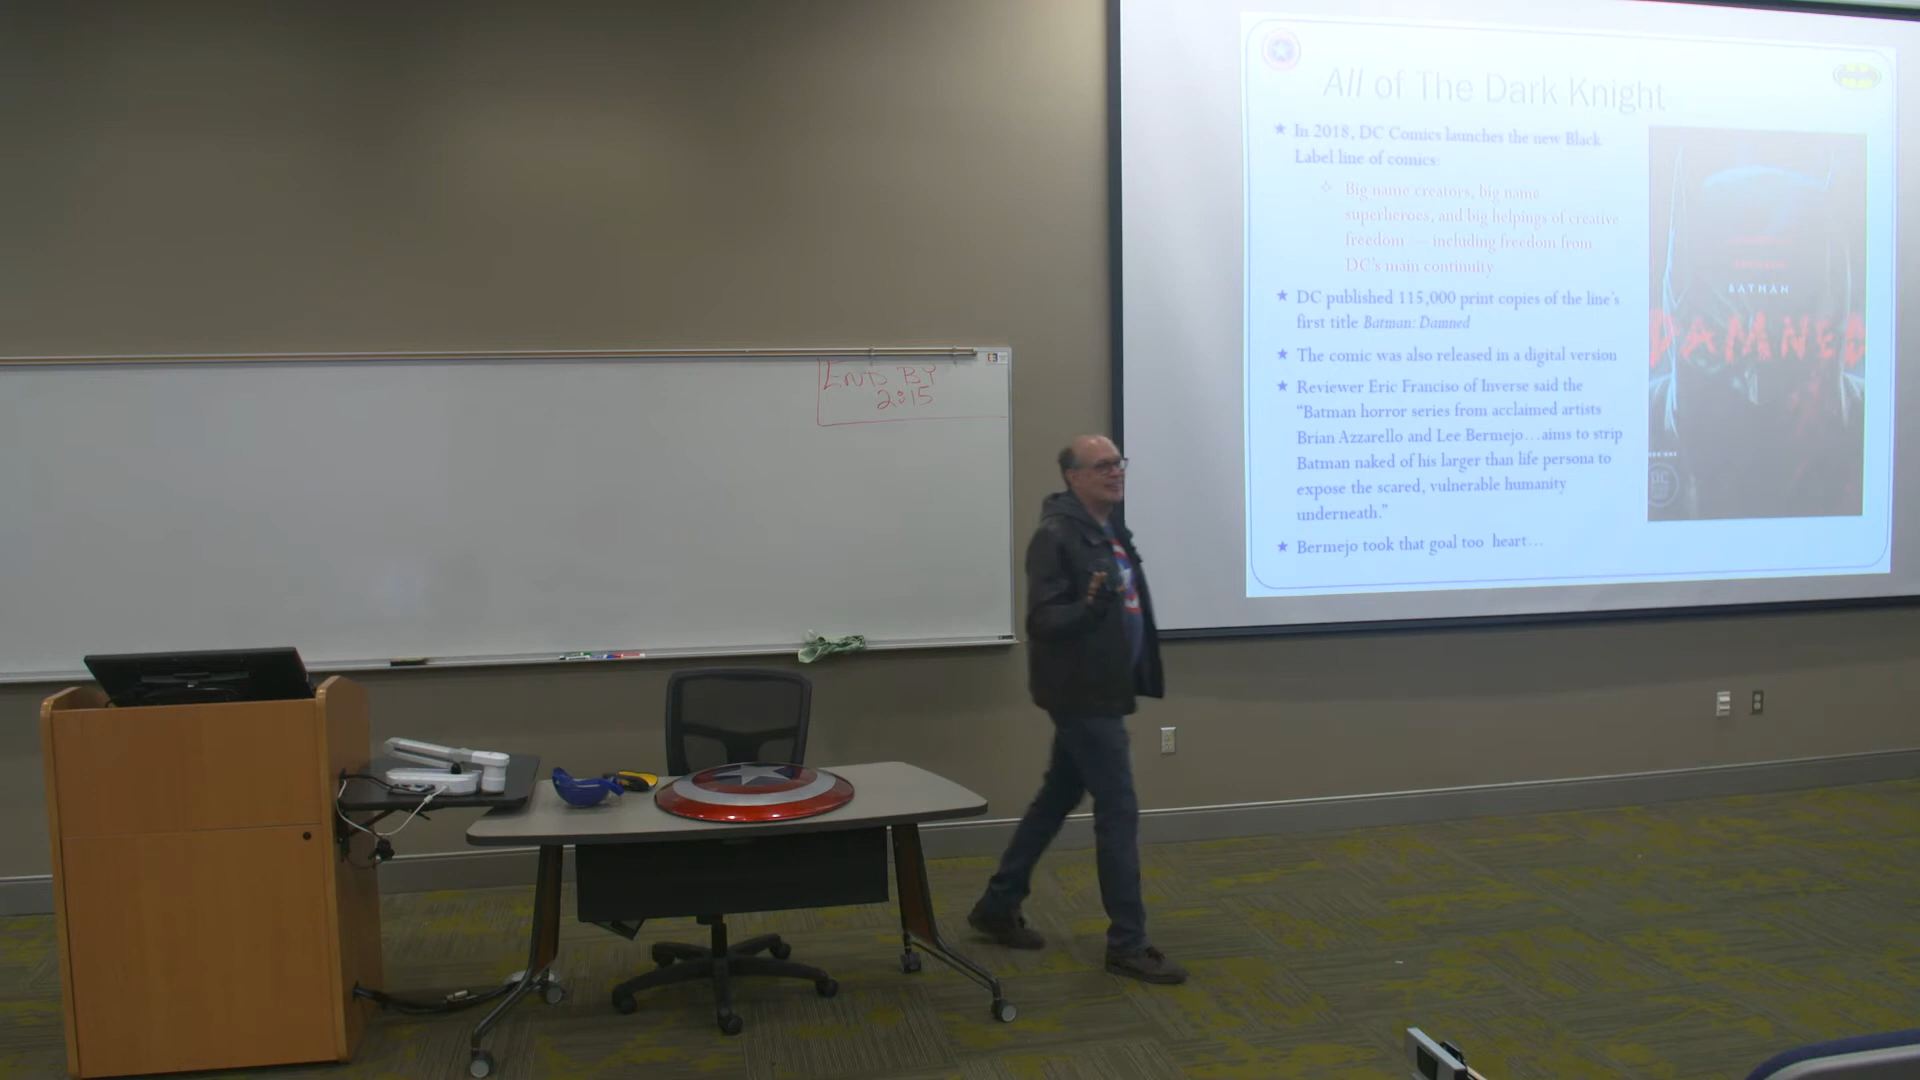 END BY
2:15
All of The Dark Knight
★ In 2018, DC Comics launches the new Black
Label line of comics:
Big name creators, big name
superheroes, and big helpings of creative
freedom — including freedom from
DC's main continuity
★ DC published 115,000 print copies of the line's
first title Batman: Damned
★ The comic was also released in a digital version
★ Reviewer Eric Franciso of Inverse said the
“Batman horror series from acclaimed artists
Brian Azzarello and Lee Bermejo…aims to strip
Batman naked of his larger than life persona to
expose the scared, vulnerable humanity
underneath.”
★ Bermejo took that goal too heart…
BATMAN
DAMNED
DC